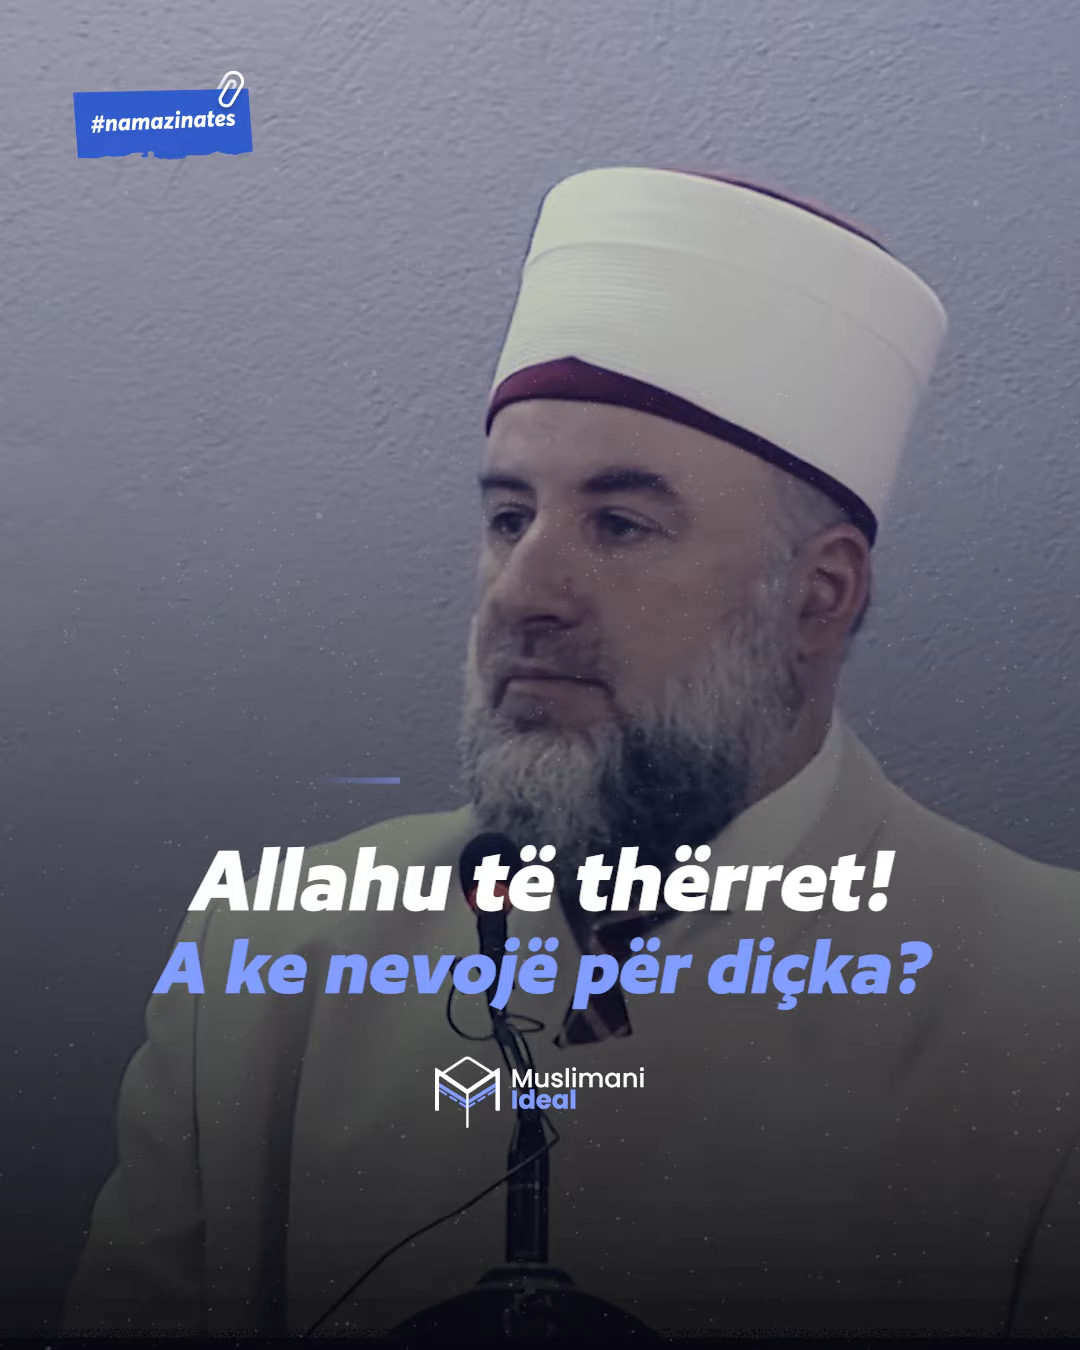 #namazinates
Allahu të thërret!
A ke nevojë për diçka?
Muslimani
Ideal